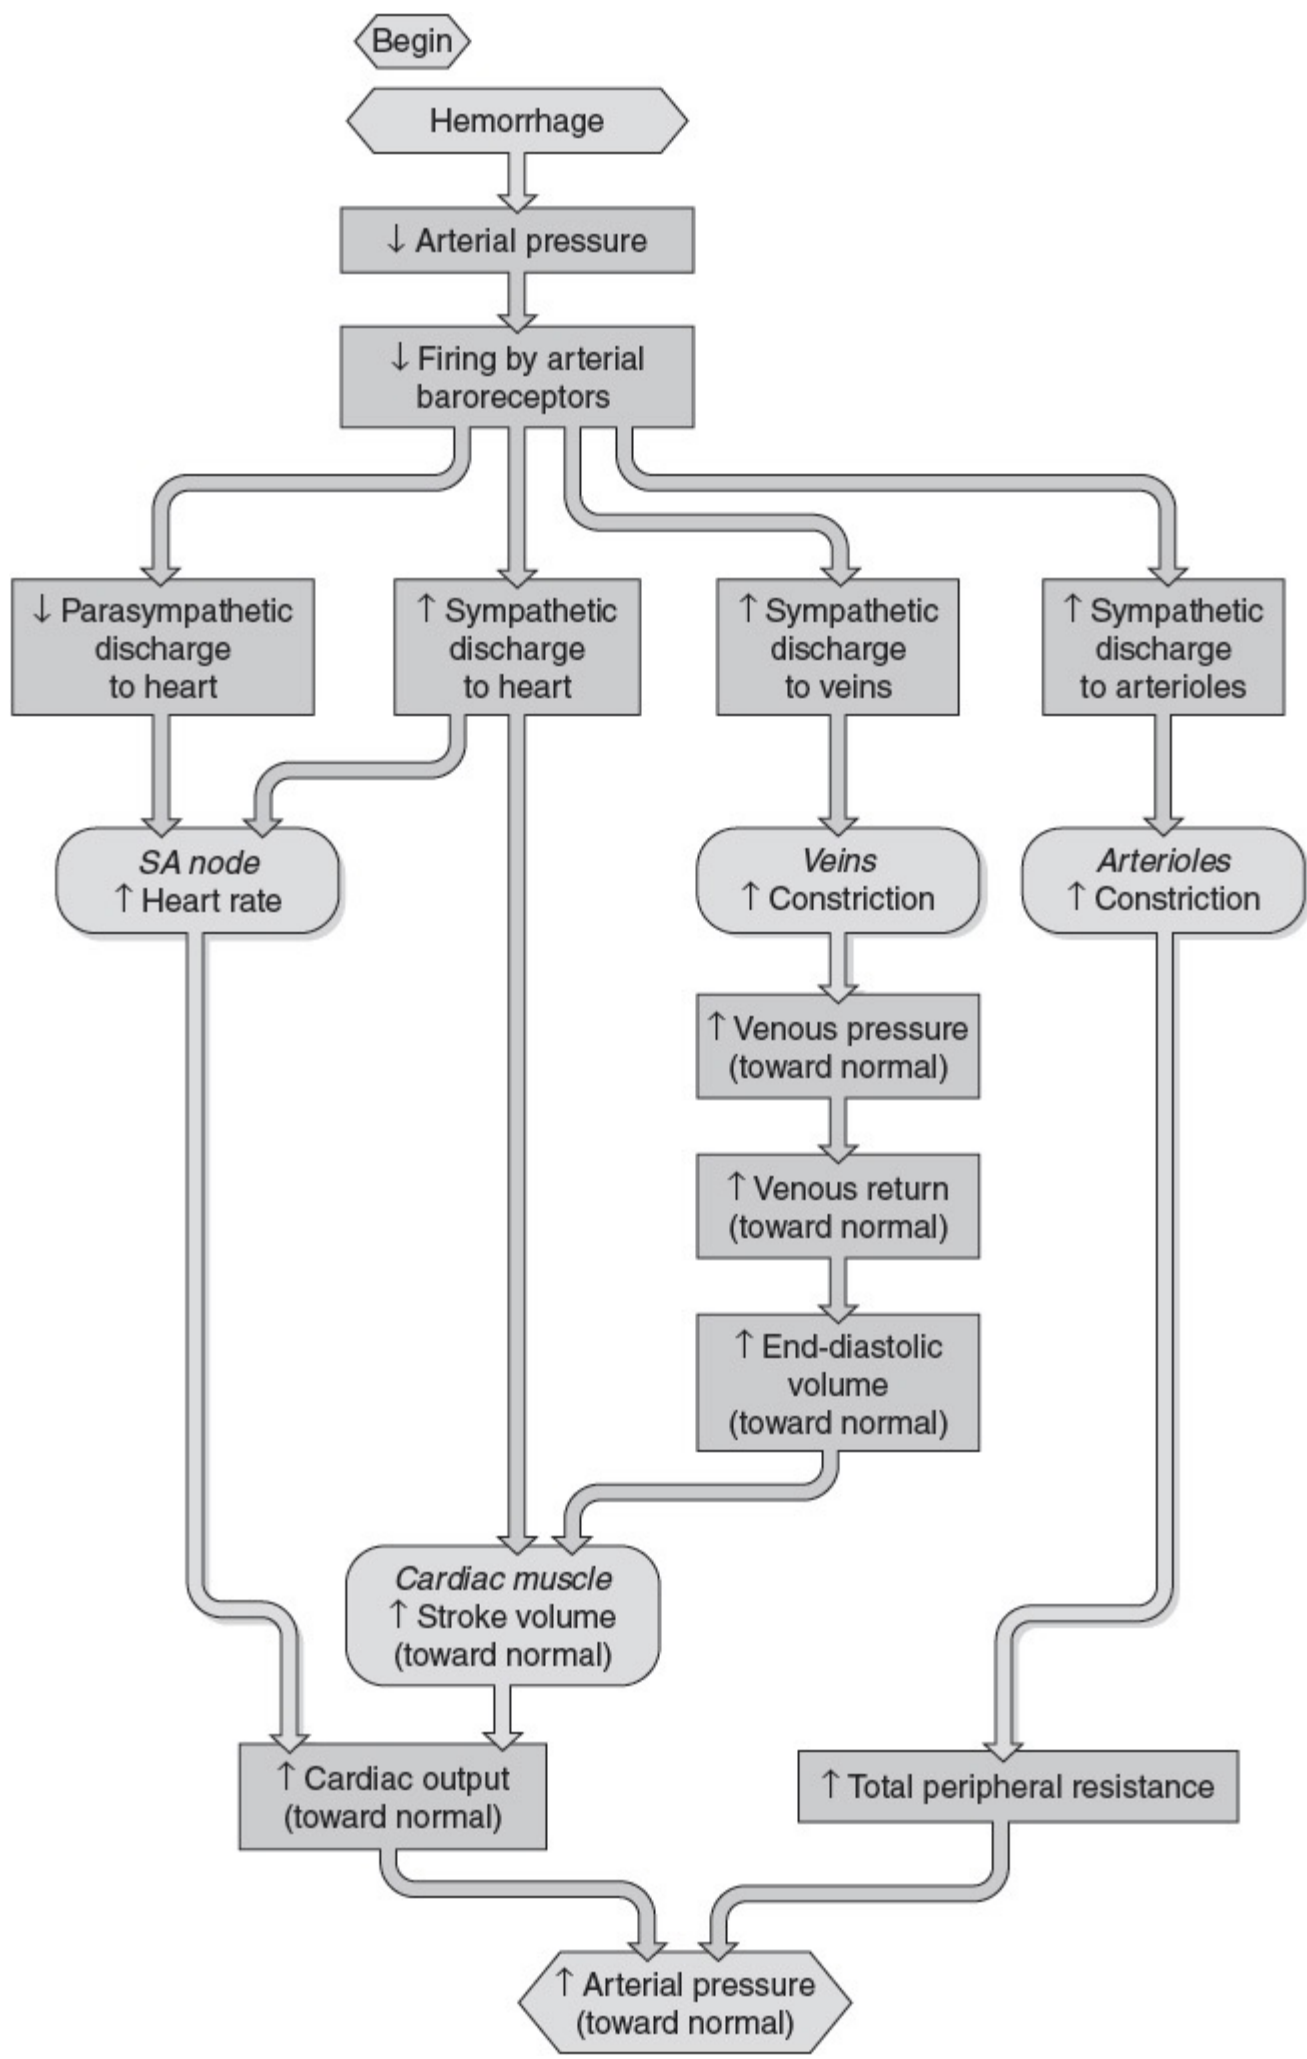 Begin
Hemorrhage
↓ Arterial pressure
↓ Firing by arterial
baroreceptors
↓ Parasympathetic
discharge
to heart
↑ Sympathetic
discharge
to heart
↑ Sympathetic
discharge
to veins
↑ Sympathetic
discharge
to arterioles
SA node
↑ Heart rate
Veins
↑ Constriction
Arterioles
↑ Constriction
↑ Venous pressure
(toward normal)
↑ Venous return
(toward normal)
↑ End-diastolic
volume
(toward normal)
Cardiac muscle
↑ Stroke volume
(toward normal)
↑ Cardiac output
(toward normal)
↑ Total peripheral resistance
↑ Arterial pressure
(toward normal)